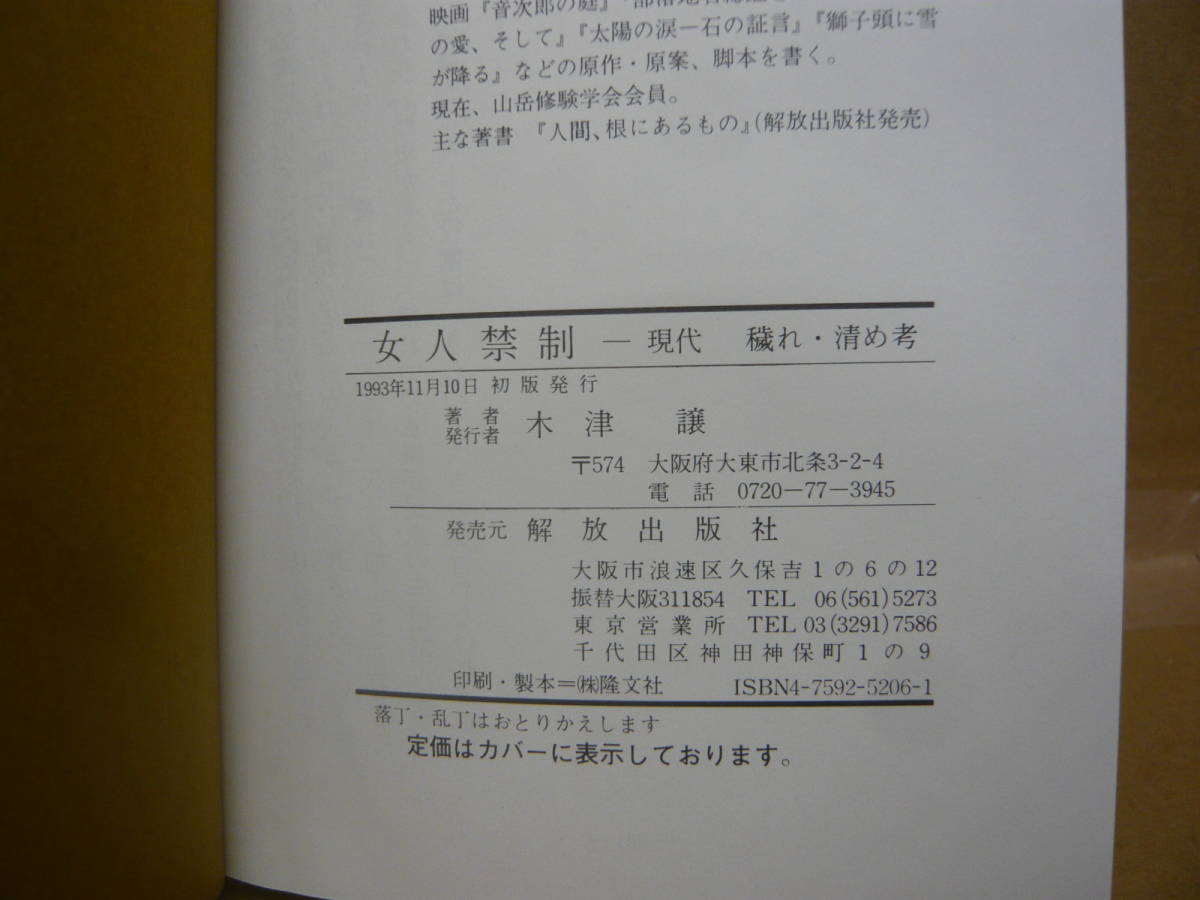 映画『音次郎の庭』
の愛、そして』『太陽の涙―石の証言』『獅子頭に雪
が降る』などの原作・原案、脚本を書く。
現在、山岳修験学会会員。
主な著書 『人間、根にあるもの』(解放出版社発売)
女人禁制 ― 現代 穢れ・清め考
1993年11月10日 初版発行
著者
発行者 木津 譲
〒574 大阪府大東市北条3-2-4
電話 0720―77―3945
発売元 解放出版社
大阪市浪速区久保吉1の6の12
振替大阪311854 TEL 06(561)5273
東京営業所 TEL 03(3291)7586
千代田区神田神保町1の9
印刷・製本=㈱隆文社 ISBN4-7592-5206-1
落丁・乱丁はおとりかえします
定価はカバーに表示しております。